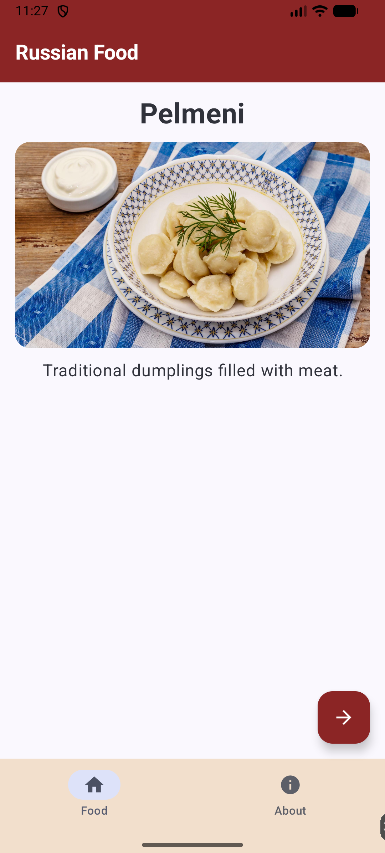 11:27
Russian Food
Pelmeni
Traditional dumplings filled with meat.
Food
About